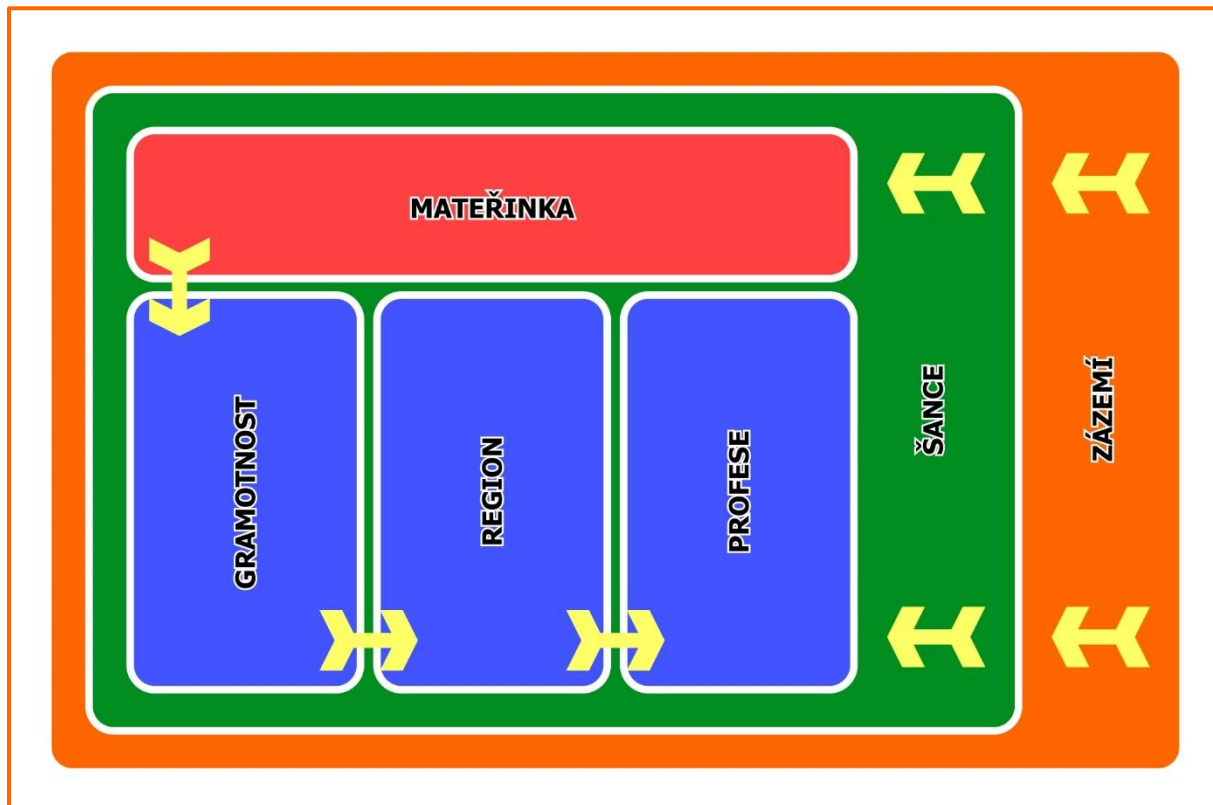 MATEŘINKA
GRAMOTNOST
REGION
PROFESE
ŠANCE
ZÁZEMÍ